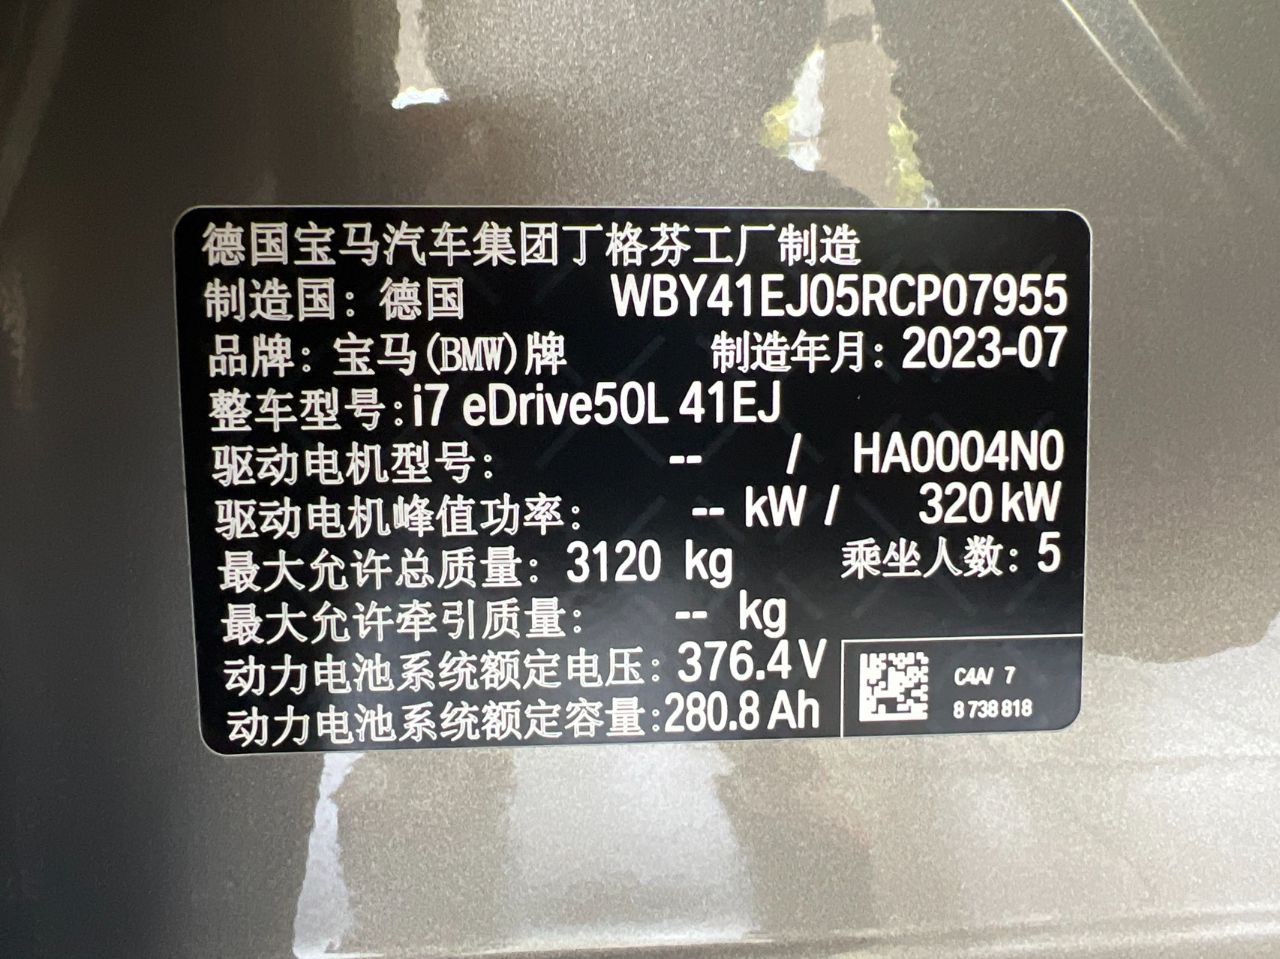 德国宝马汽车集团丁格芬工厂制造
制造国：德国 WBY41EJ05RCP07955
品牌：宝马(BMW)牌 制造年月：2023-07
整车型号：i7 eDrive50L 41EJ
驱动电机型号： -- / HA0004N0
驱动电机峰值功率： -- kW / 320 kW
最大允许总质量：3120 kg 乘坐人数：5
最大允许牵引质量： -- kg
动力电池系统额定电压：376.4 V
动力电池系统额定容量：280.8 Ah
C4A/ 7
8 738 818